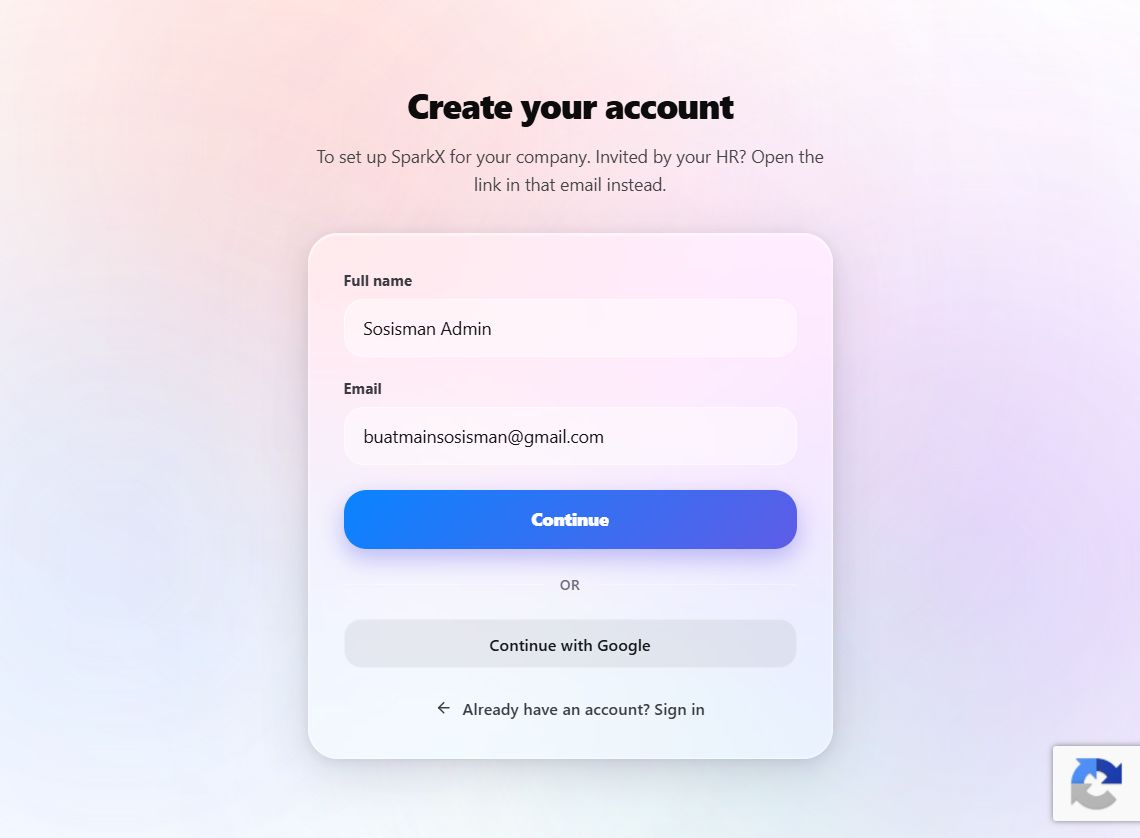 Create your account
To set up SparkX for your company. Invited by your HR? Open the
link in that email instead.
Full name
Sosisman Admin
Email
buatmainsosisman@gmail.com
Continue
OR
Continue with Google
← Already have an account? Sign in